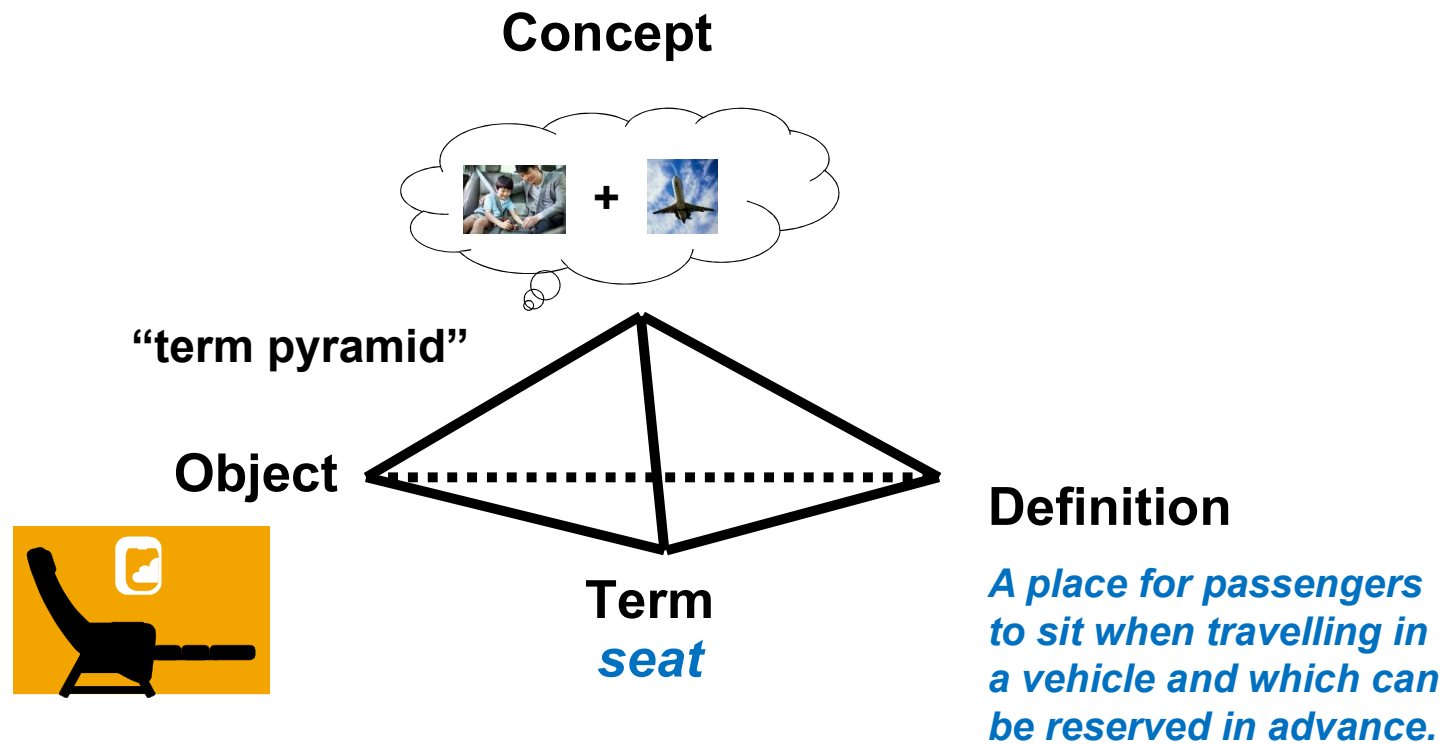 Concept
+
“term pyramid”
Object
Definition
A place for passengers
to sit when travelling in
a vehicle and which can
be reserved in advance.
Term
seat